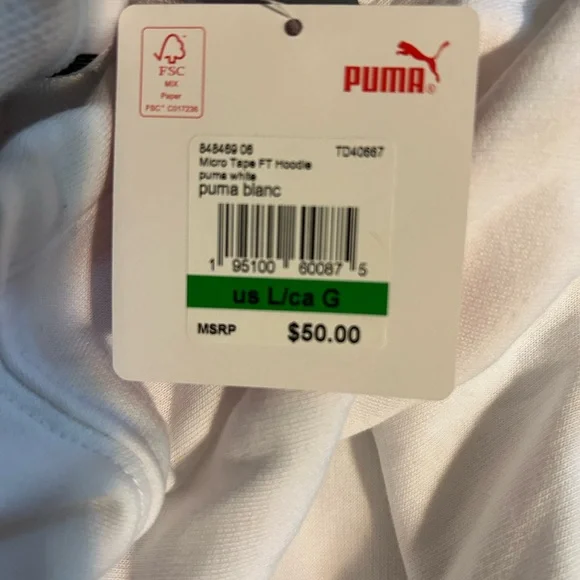 FSC
MIX
Paper
FSC® C017236
PUMA®
848469 06 TD40667
Micro Tape FT Hoodie
puma white
puma blanc
1 95100 60087 5
us L/ca G
MSRP $50.00